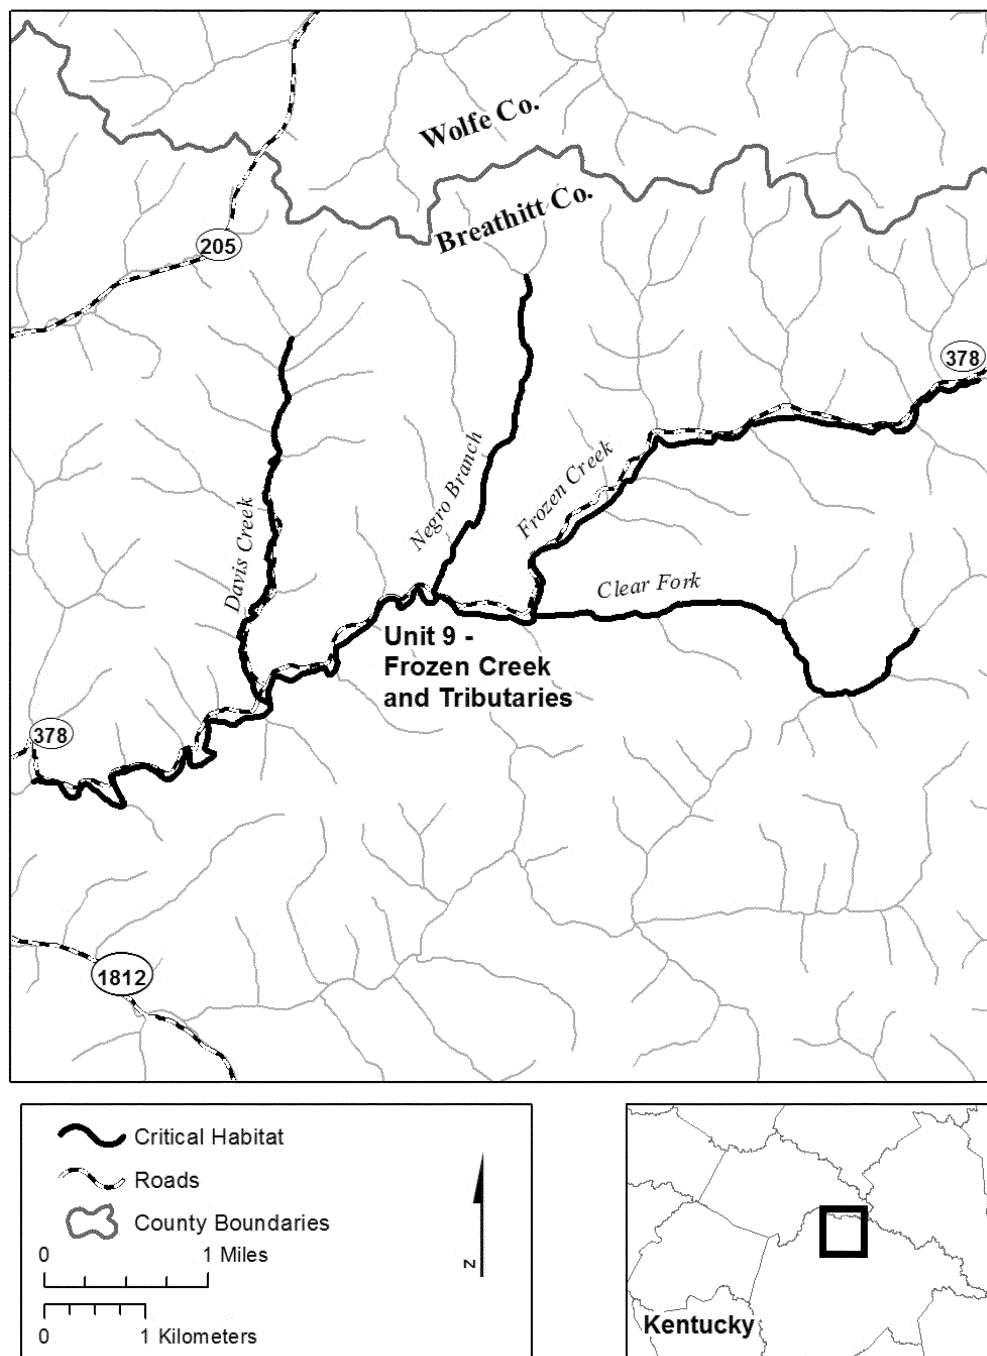 Wolfe Co.
Breathitt Co.
205
378
Davis Creek
Negro Branch
Frozen Creek
Clear Fork
Unit 9 -
Frozen Creek
and Tributaries
378
1812
Critical Habitat
Roads
County Boundaries
0 1 Miles
0 1 Kilometers
N
Kentucky